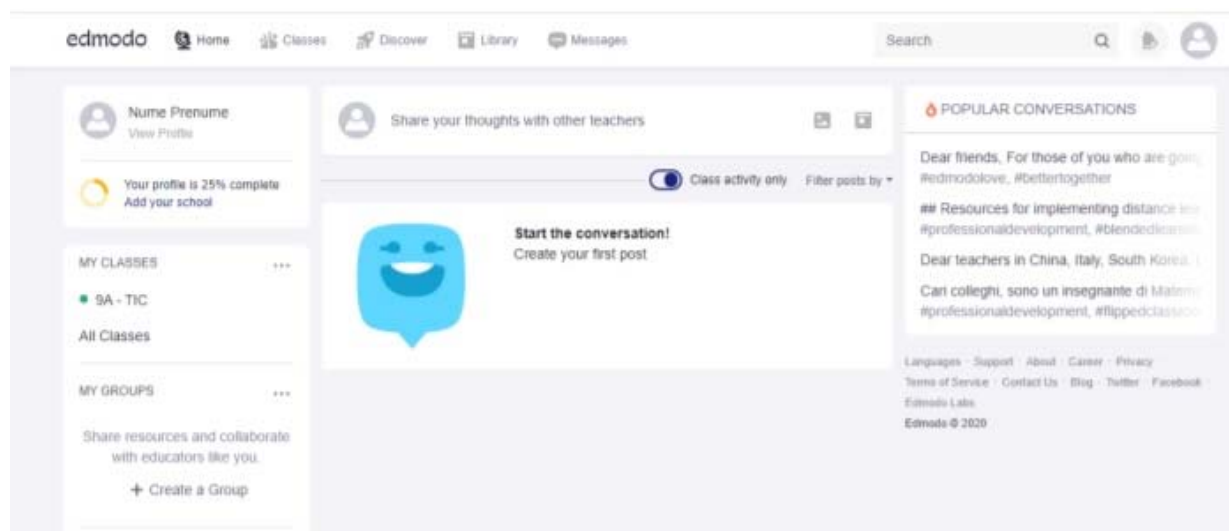 edmodo
Home
Classes
Discover
Library
Messages
Search
Nume Prenume
View Profile
Your profile is 25% complete
Add your school
MY CLASSES
9A - TIC
All Classes
MY GROUPS
Share resources and collaborate
with educators like you.
+ Create a Group
Share your thoughts with other teachers
Class activity only
Filter posts by
Start the conversation!
Create your first post
POPULAR CONVERSATIONS
Dear friends, For those of you who are
#edmodolove, #bettertogether
## Resources for implementing distance
#professionaldevelopment,
Dear teachers in China, Italy, South Korea,
Cari colleghi, sono un insegnante di
#professionaldevelopment,
Languages · Support · About · Career · Privacy
Terms of Service · Contact Us · Blog · Twitter · Facebook
Edmodo Labs
Edmodo © 2020